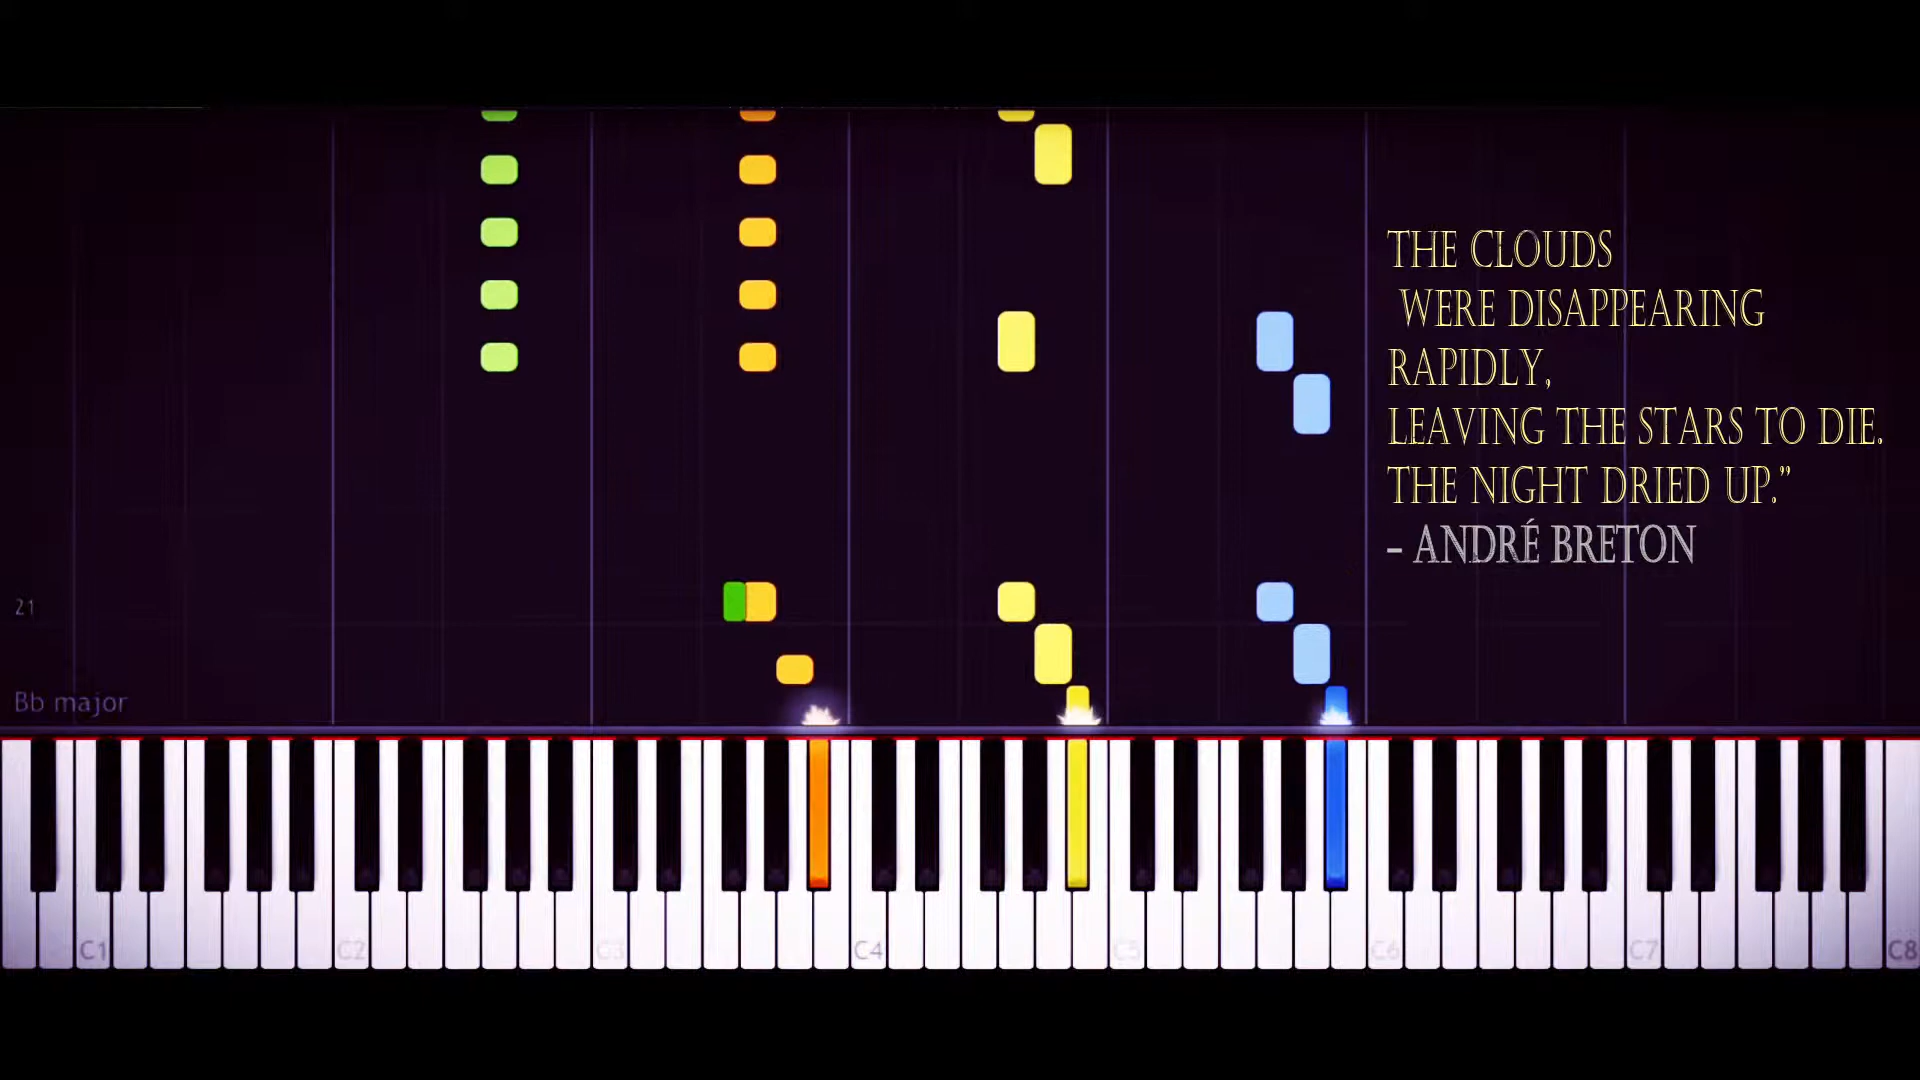 THE CLOUDS
WERE DISAPPEARING
RAPIDLY,
LEAVING THE STARS TO DIE.
THE NIGHT DRIED UP.”
– ANDRÉ BRETON
21
Bb major
C1 C2 C3 C4 C5 C6 C7 C8